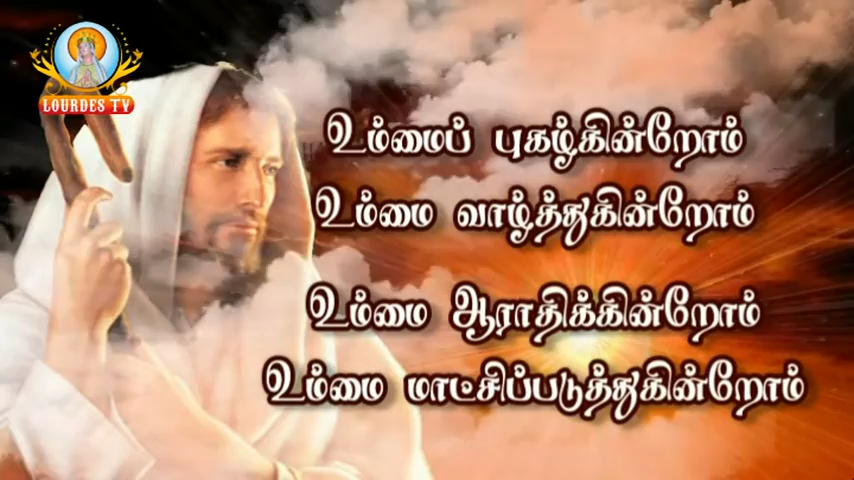 LOURDES TV
உம்மைப் புகழ்கின்றோம்
உம்மை வாழ்த்துகின்றோம்
உம்மை ஆராதிக்கின்றோம்
உம்மை மாட்சிப்படுத்துகின்றோம்